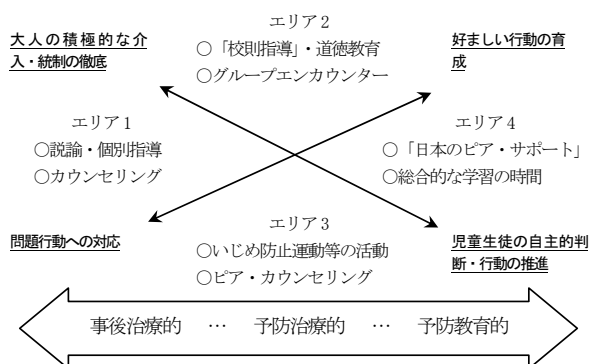 エリア２
大人の積極的な介
入・統制の徹底
○「校則指導」・道徳教育
○グループエンカウンター
好ましい行動の育
成
エリア１
○説諭・個別指導
○カウンセリング
エリア４
○「日本のピア・サポート」
○総合的な学習の時間
問題行動への対応
エリア３
○いじめ防止運動等の活動
○ピア・カウンセリング
児童生徒の自主的判
断・行動の推進
事後治療的 … 予防治療的 … 予防教育的